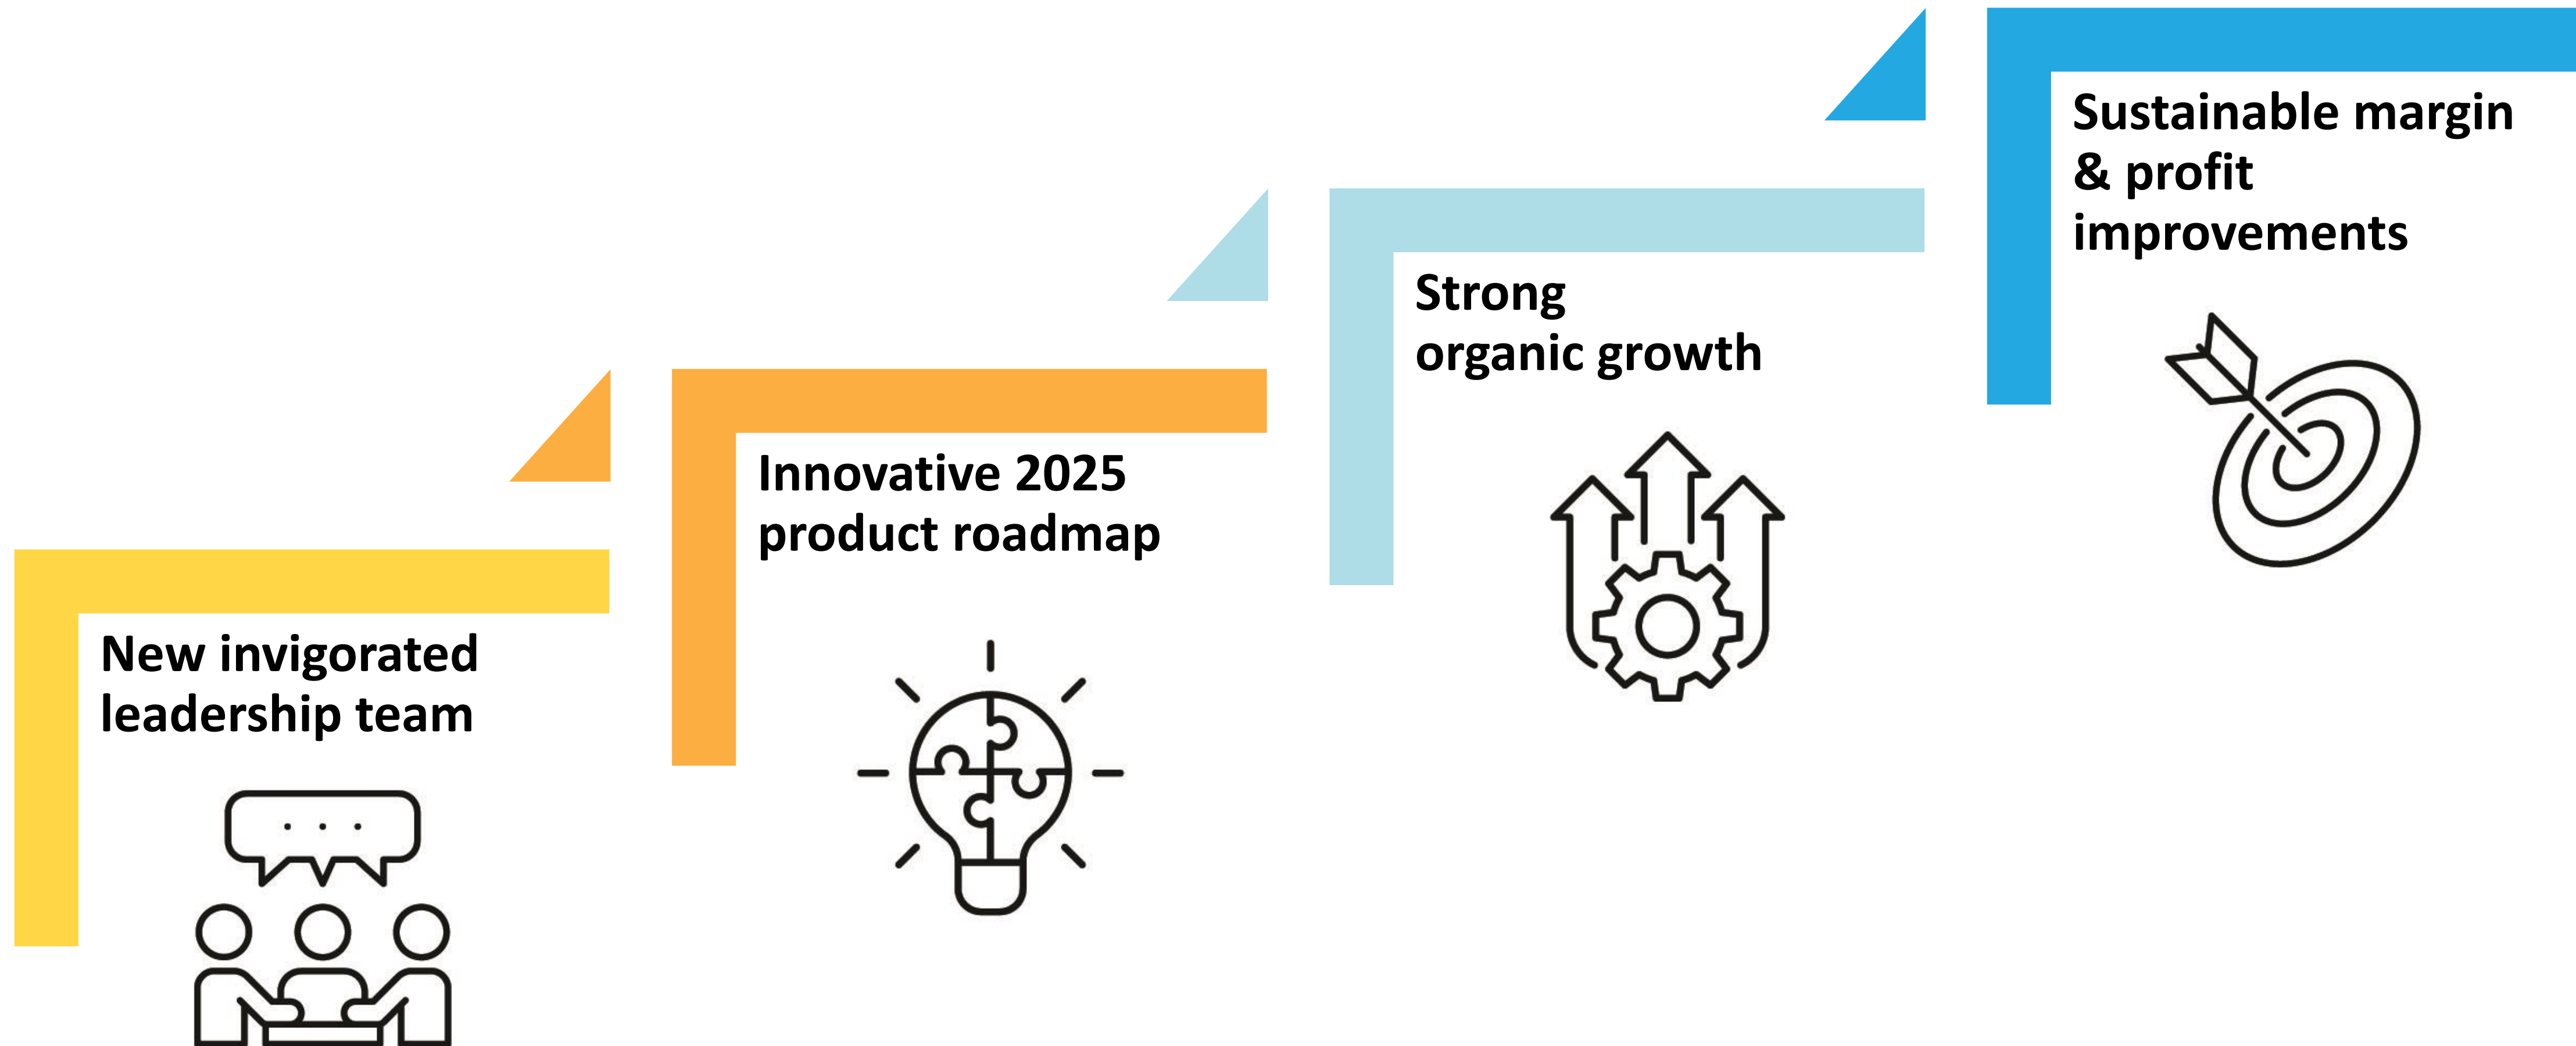 New invigorated
leadership team
Innovative 2025
product roadmap
Strong
organic growth
Sustainable margin
& profit
improvements